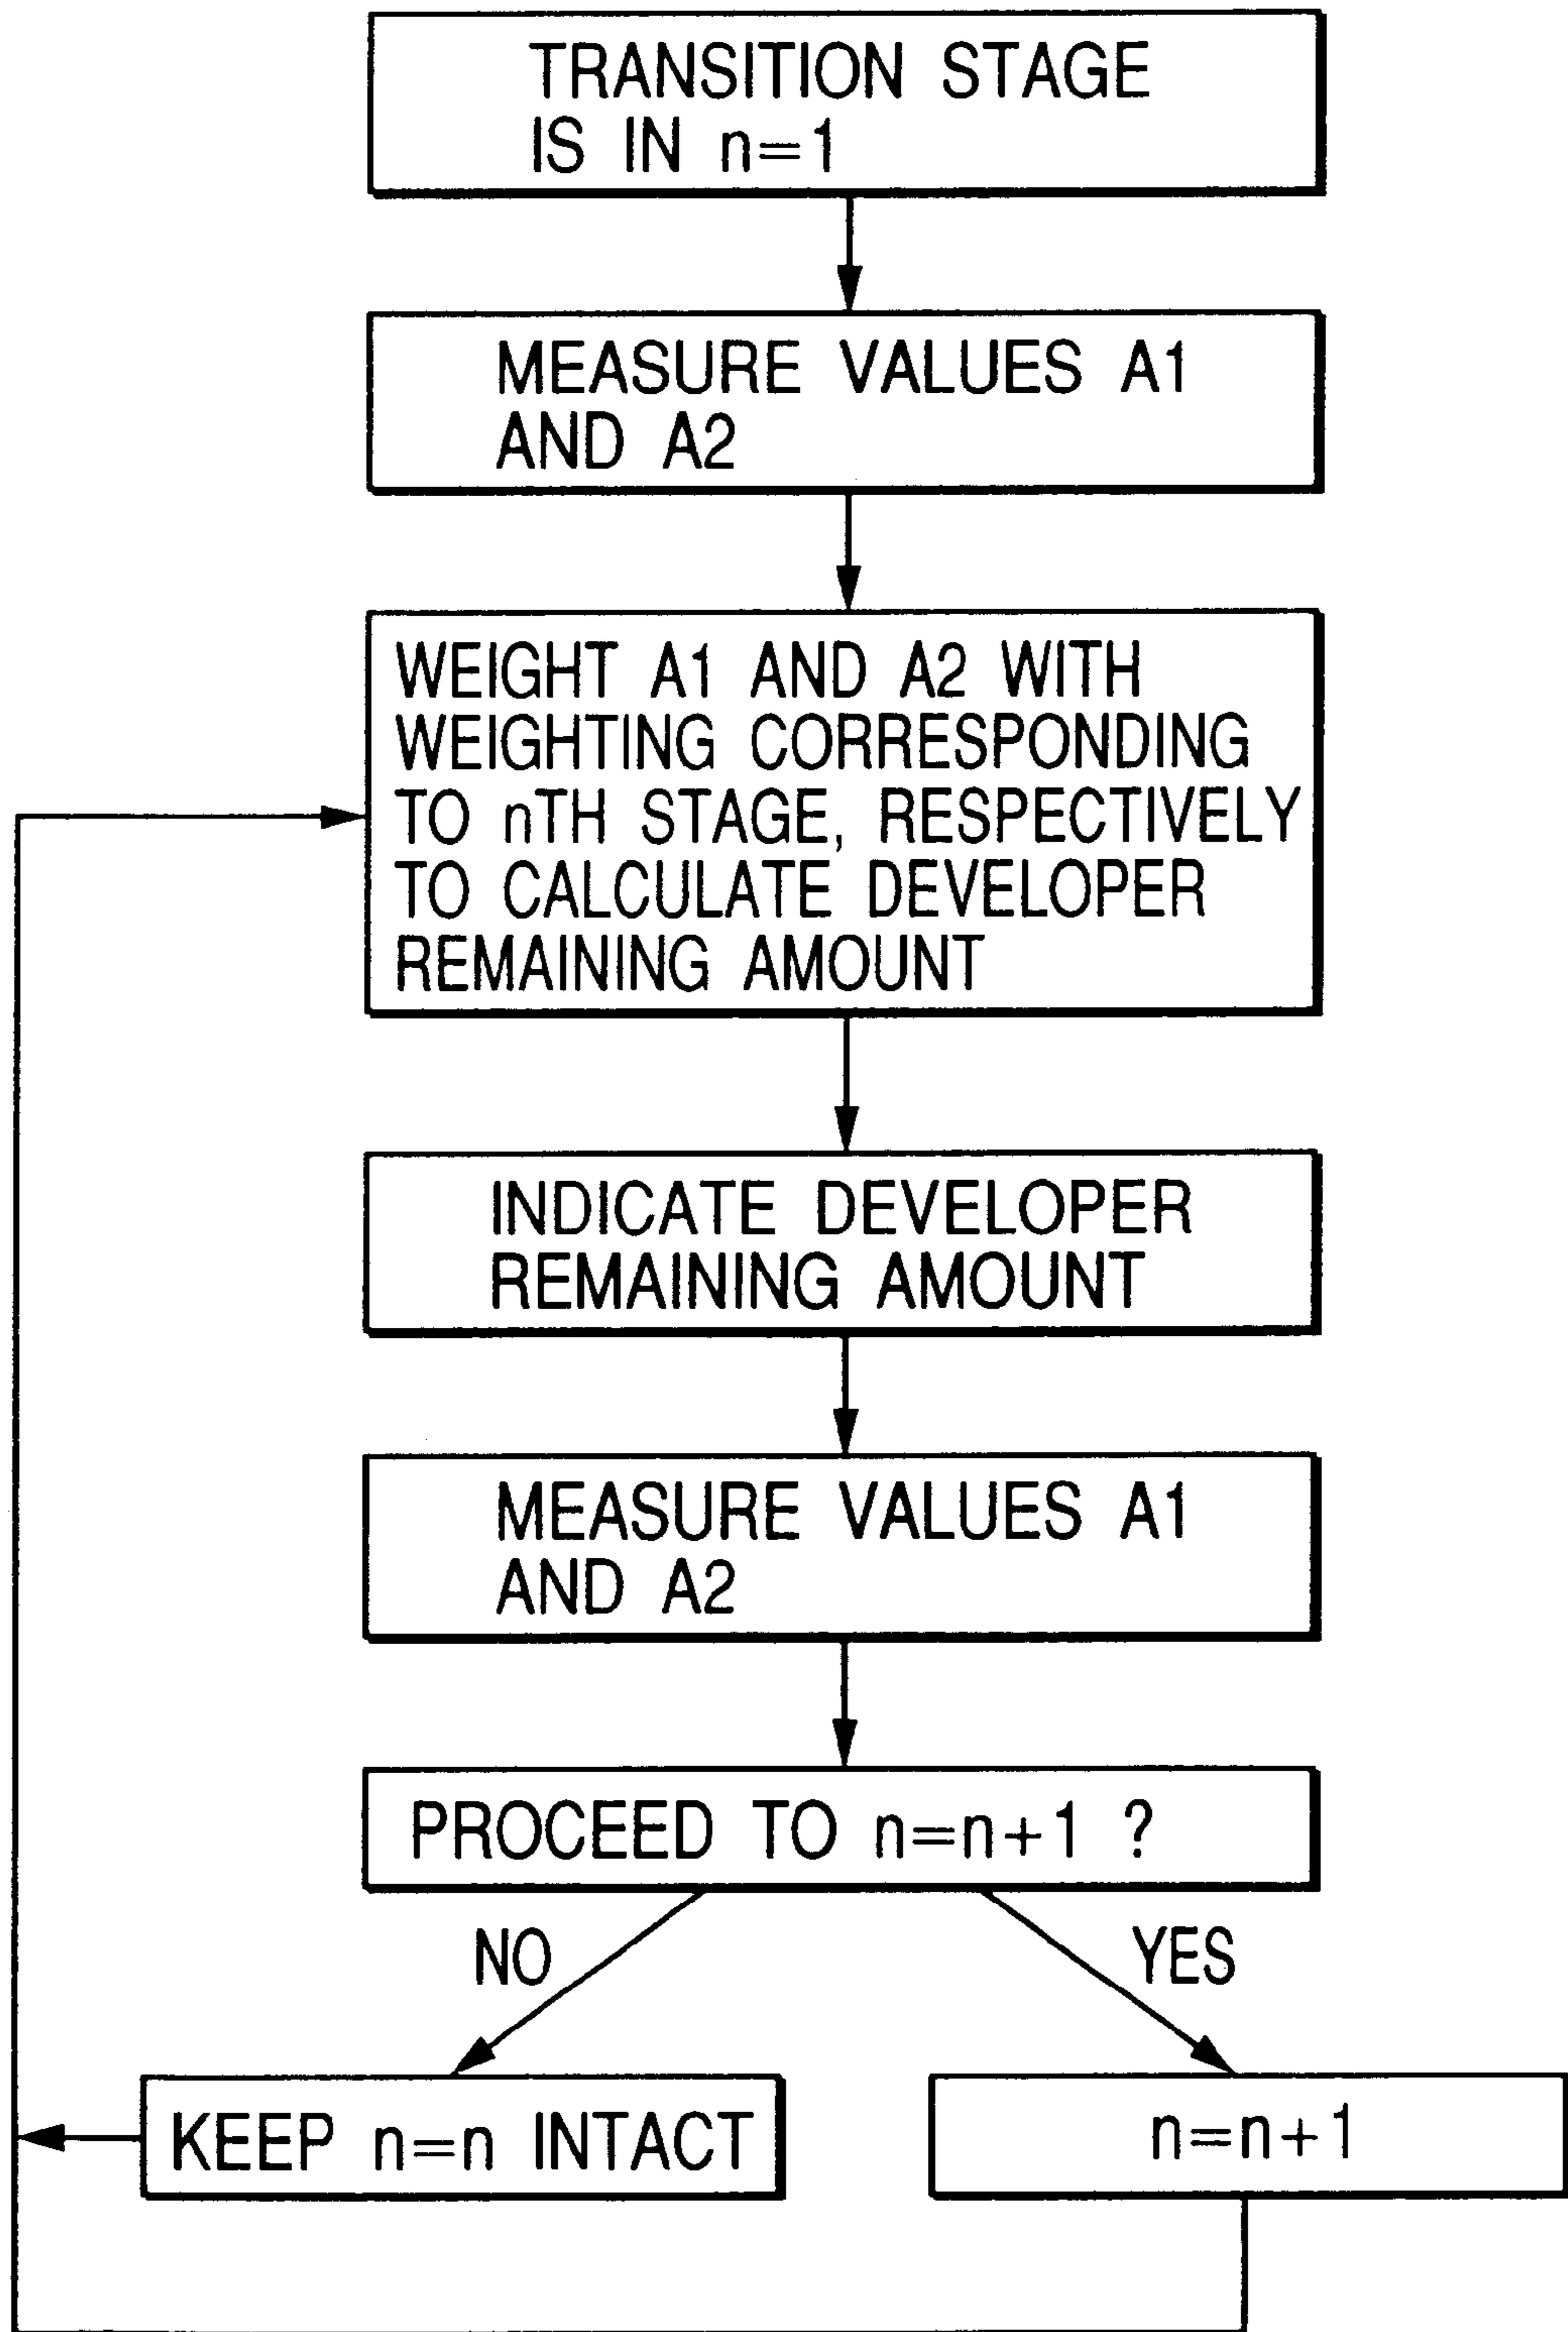 TRANSITION STAGE
IS IN n=1
MEASURE VALUES A1
AND A2
WEIGHT A1 AND A2 WITH
WEIGHTING CORRESPONDING
TO nTH STAGE, RESPECTIVELY
TO CALCULATE DEVELOPER
REMAINING AMOUNT
INDICATE DEVELOPER
REMAINING AMOUNT
MEASURE VALUES A1
AND A2
PROCEED TO n=n+1 ?
NO
YES
KEEP n=n INTACT
n=n+1